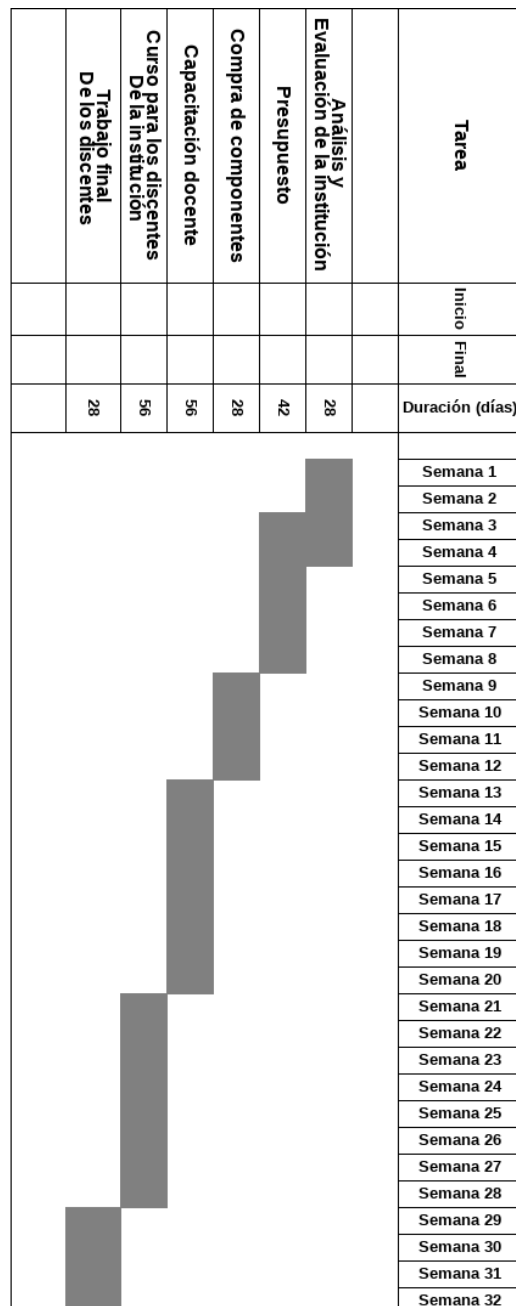 Tarea
Inicio
Final
Duración (días)
Semana 1
Semana 2
Semana 3
Semana 4
Semana 5
Semana 6
Semana 7
Semana 8
Semana 9
Semana 10
Semana 11
Semana 12
Semana 13
Semana 14
Semana 15
Semana 16
Semana 17
Semana 18
Semana 19
Semana 20
Semana 21
Semana 22
Semana 23
Semana 24
Semana 25
Semana 26
Semana 27
Semana 28
Semana 29
Semana 30
Semana 31
Semana 32
Análisis y
Evaluación de la institución
28
Presupuesto
42
Compra de componentes
28
Capacitación docente
56
Curso para los discentes
De la institución
56
Trabajo final
De los discentes
28